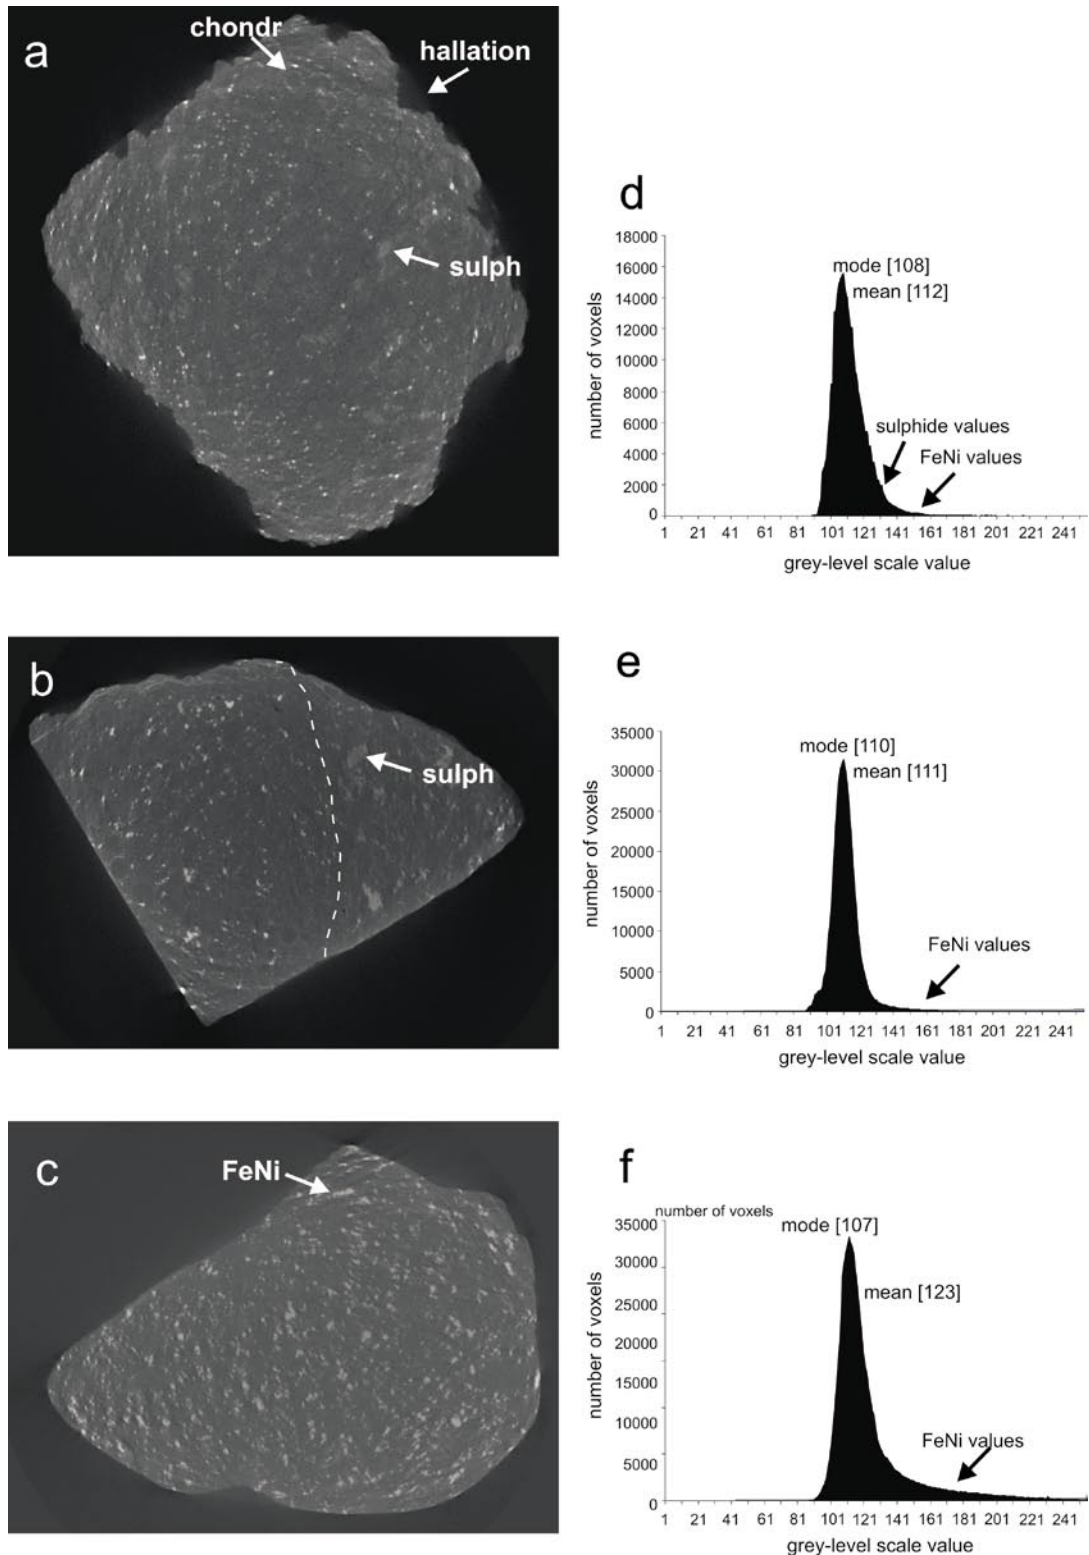 a
chondr
hallation
sulph
d
18000
16000
14000
12000
10000
8000
6000
4000
2000
0
number of voxels
mode [108]
mean [112]
sulphide values
FeNi values
1 21 41 61 81 101 121 141 161 181 201 221 241
grey-level scale value
b
sulph
e
35000
30000
25000
20000
15000
10000
5000
0
number of voxels
mode [110]
mean [111]
FeNi values
1 21 41 61 81 101 121 141 161 181 201 221 241
grey-level scale value
c
FeNi
f
number of voxels
35000
30000
25000
20000
15000
10000
5000
0
number of voxels
mode [107]
mean [123]
FeNi values
1 21 41 61 81 101 121 141 161 181 201 221 241
grey-level scale value